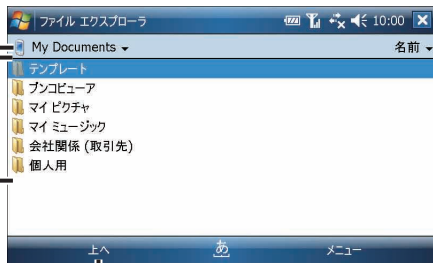 ファイル エクスプローラ 10:00
My Documents 名前
テンプレート
ブンコビューア
マイ ピクチャ
マイ ミュージック
会社関係 (取引先)
個人用
上へ あ メニュー